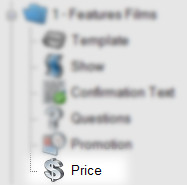 1 - Features Films
Template
Show
Confirmation Text
Questions
Promotion
Price